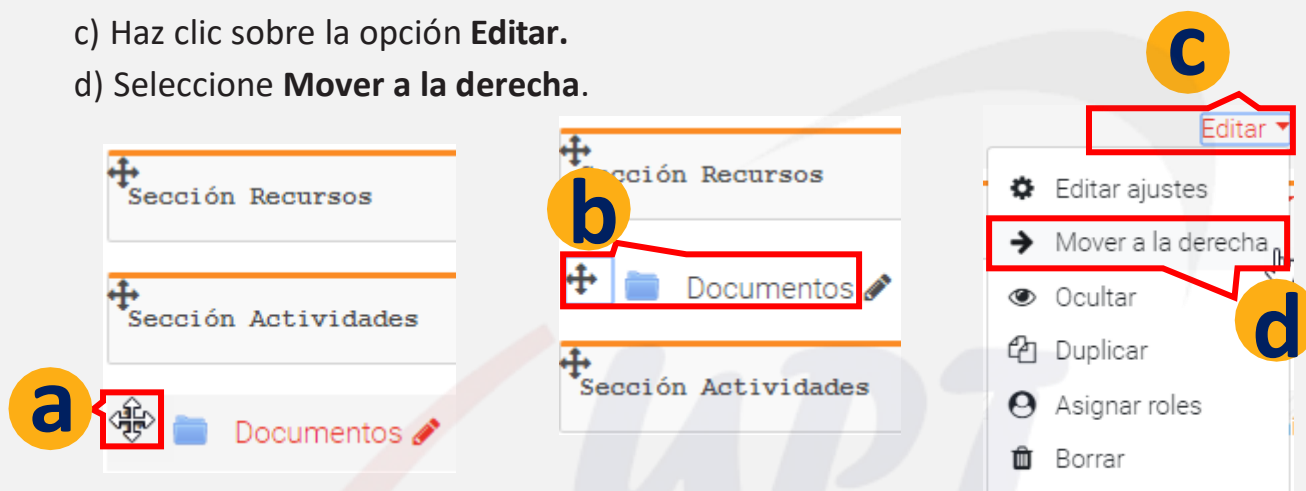 c) Haz clic sobre la opción Editar.
d) Seleccione Mover a la derecha.
c
Editar
Sección Recursos
Sección Actividades
a
Documentos
Sección Recursos
b
Documentos
Sección Actividades
Editar ajustes
Mover a la derecha
Ocultar
d
Duplicar
Asignar roles
Borrar
UPT